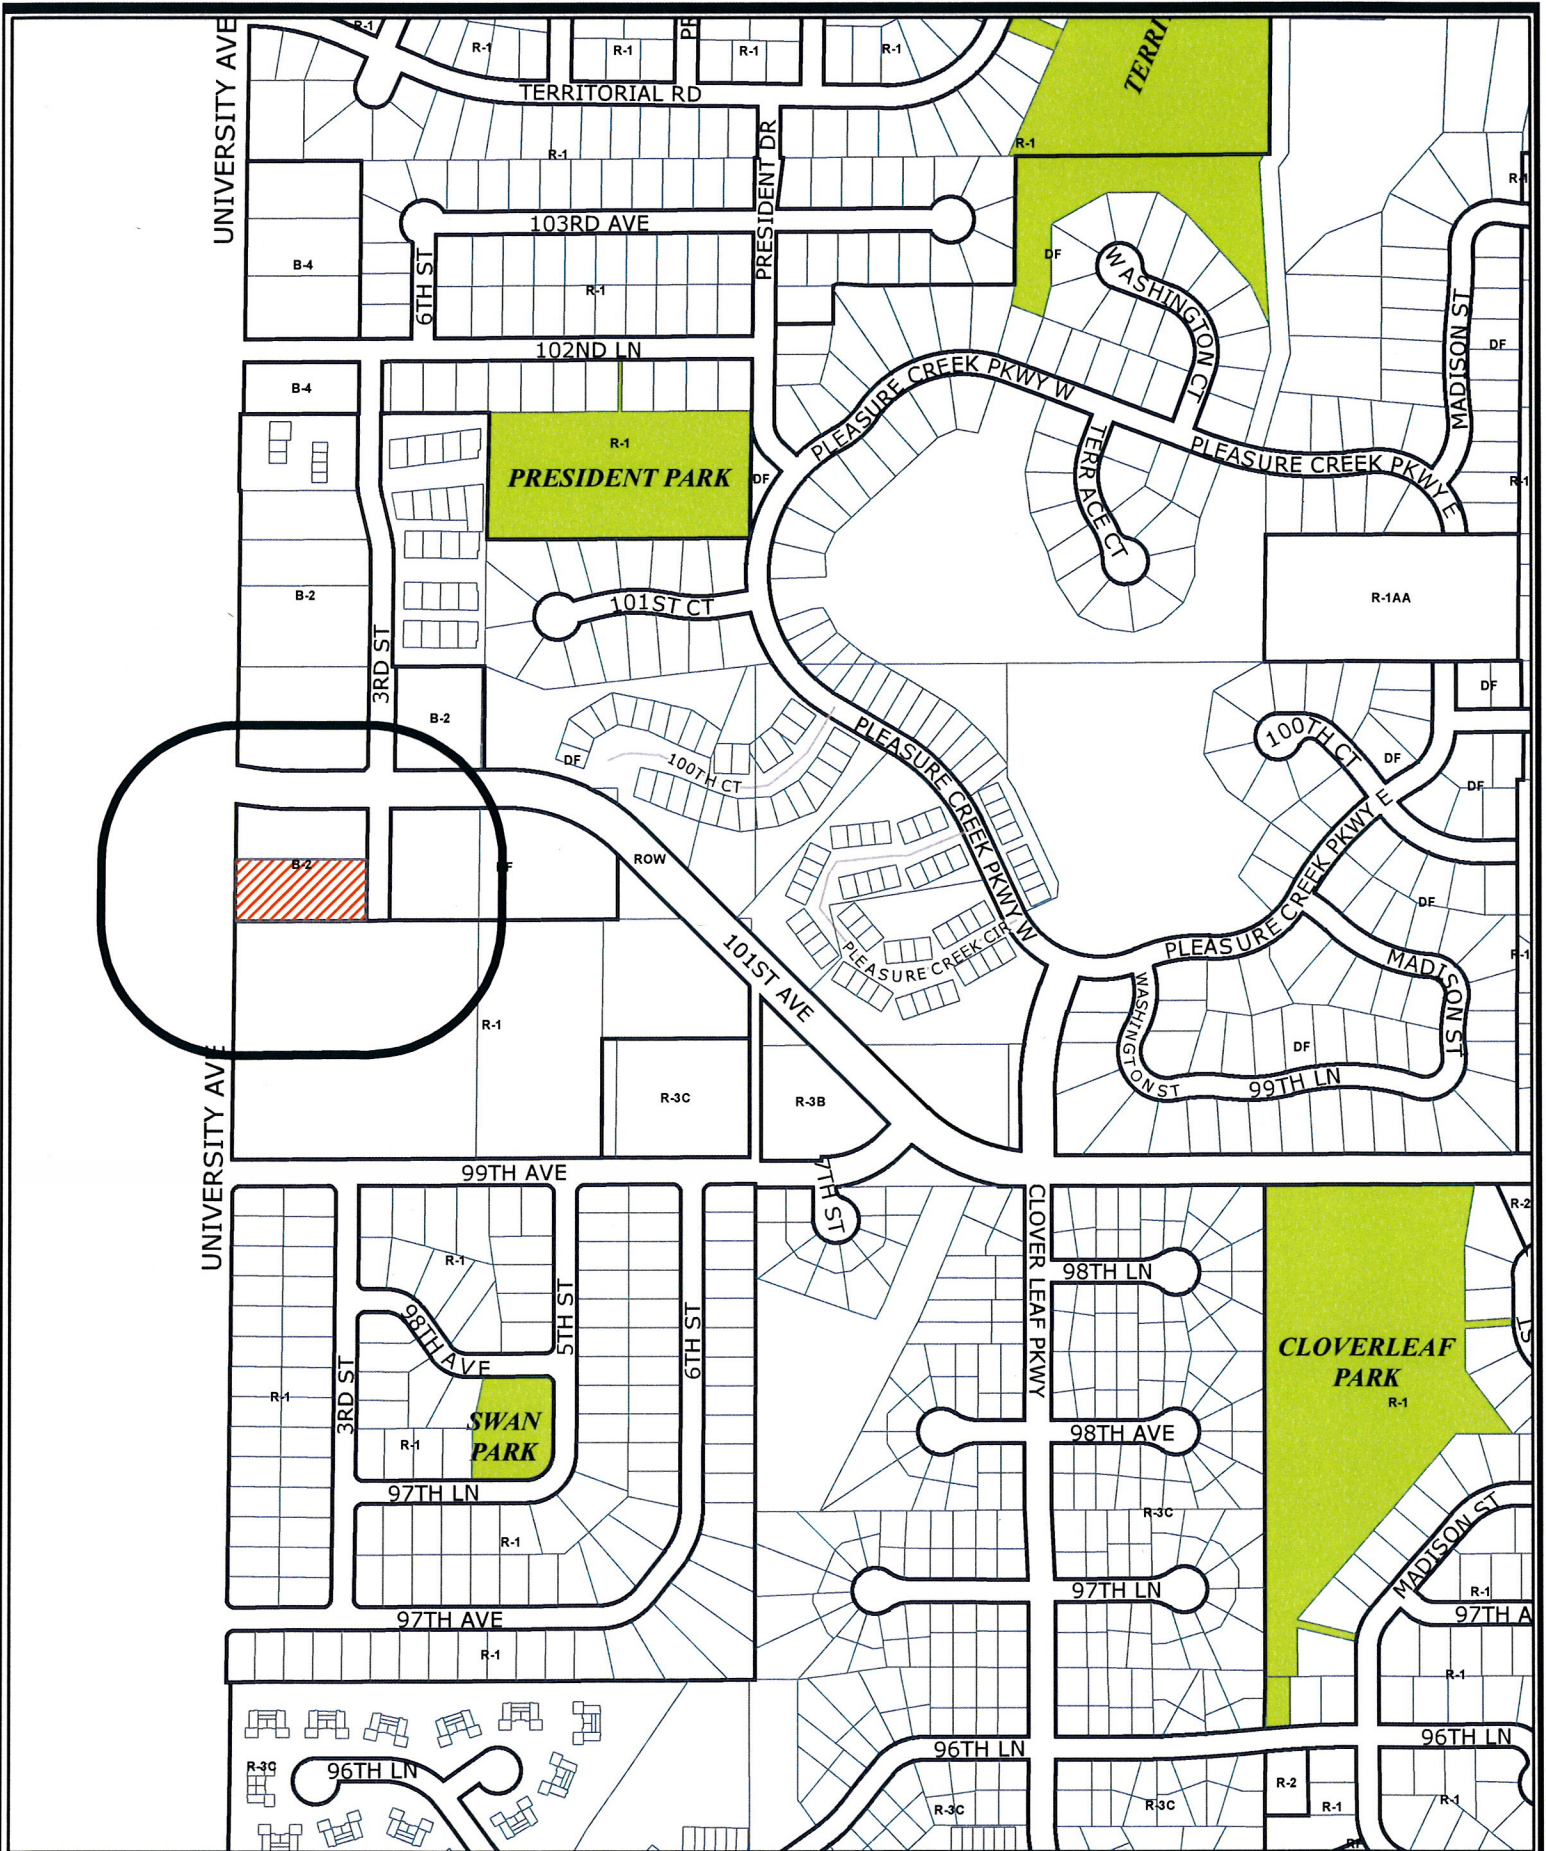 R-1
UNIVERSITY AVE
R-1
R-1
R-1
R-1
TERRI
TERRITORIAL RD
R-1
R-1
PRESIDENT DR
R-1
103RD AVE
B-4
6TH ST
R-1
DF
WASHINGTON CT
MADISON ST
DF
102ND LN
B-4
PLEASURE CREEK PKWY W
R-1
PRESIDENT PARK
DF
TERRACE CT
PLEASURE CREEK PKWY E
R-1
B-2
101ST CT
R-1AA
3RD ST
B-2
DF
DF
100TH CT
PLEASURE CREEK PKWY W
100TH CT
DF
DF
B-2
DF
ROW
PLEASURE CREEK PKWY E
DF
101ST AVE
PLEASURE CREEK CIR
MADISON ST
R-1
R-1
WASHINGTON ST
DF
99TH LN
UNIVERSITY AVE
R-3C
R-3B
99TH AVE
7TH ST
CLOVER LEAF PKWY
R-2
R-1
98TH LN
98TH AVE
5TH ST
6TH ST
ST
CLOVERLEAF
PARK
R-1
R-1
3RD ST
SWAN
PARK
R-1
98TH AVE
97TH LN
R-3C
MADISON ST
R-1
97TH LN
R-1
97TH A
97TH AVE
R-1
R-1
96TH LN
96TH LN
R-3C
96TH LN
R-2
R-1
R-1
R-3C
R-3C